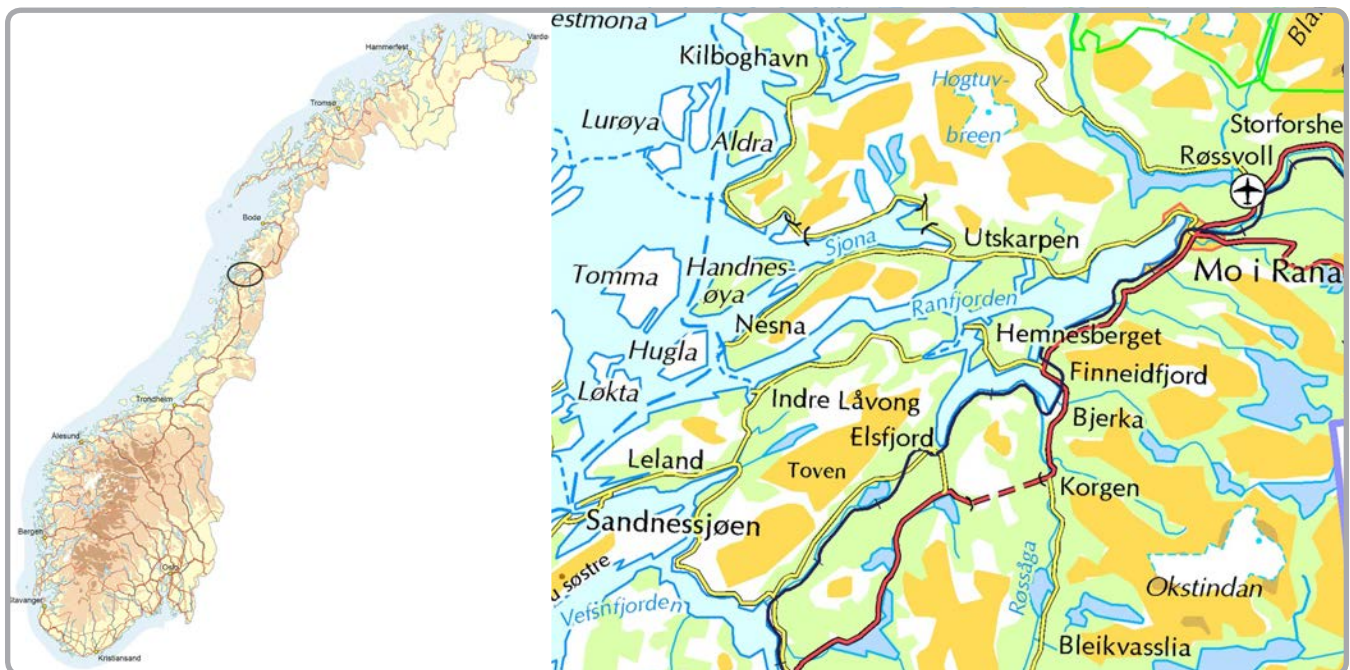 Hammerfest
Vardø
Tromsø
Bodø
Trondheim
Ålesund
Bergen
Oslo
Stavanger
Kristiansand
Kilboghavn
Høgtuv-
breen
Storforshe
Røssvoll
Lurøya
Aldra
Sjona
Utskarpen
Mo i Rana
Tomma
Handnes-
øya
Ranfjorden
Nesna
Hugla
Hemnesberget
Løkta
Finneidfjord
Indre Låvong
Bjerka
Elsfjord
Leland
Toven
Korgen
Sandnessjøen
søstre
Røssåga
Okstindan
Vefsnfjorden
Bleikvasslia